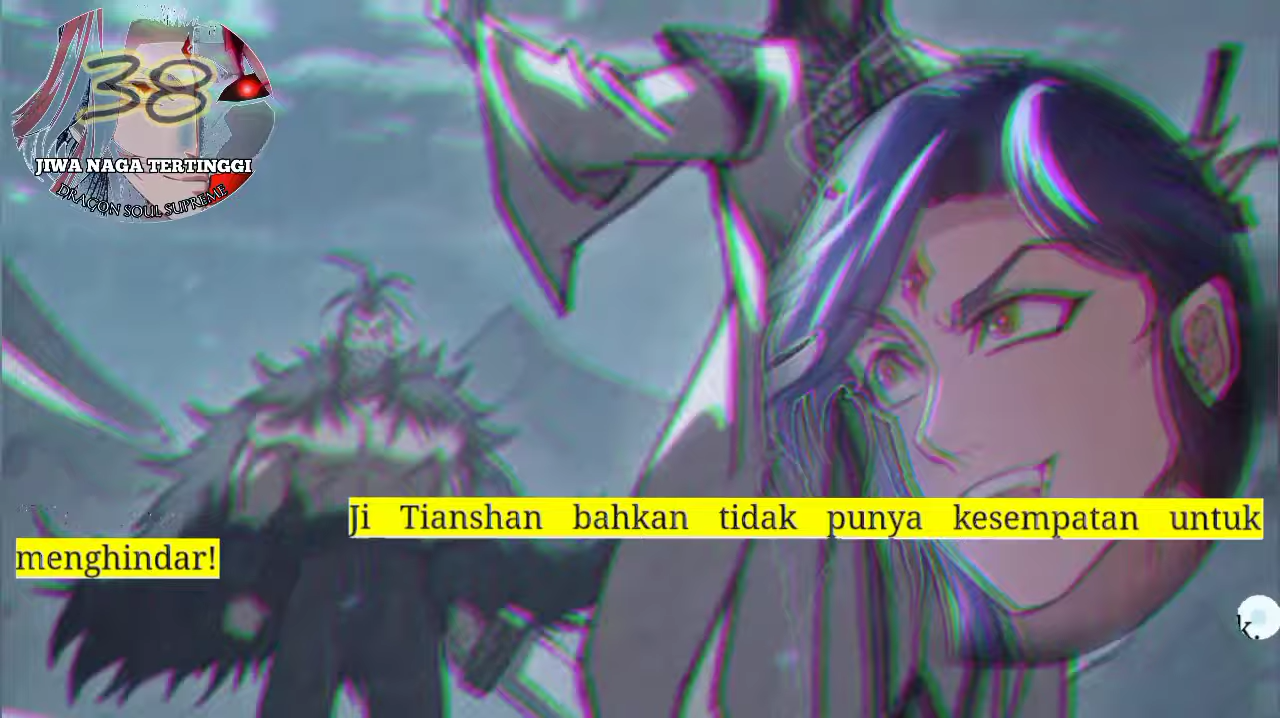 38
JIWA NAGA TERTINGGI
DRAGON SOUL SUPREME
Ji Tianshan bahkan tidak punya kesempatan untuk
menghindar!
k.